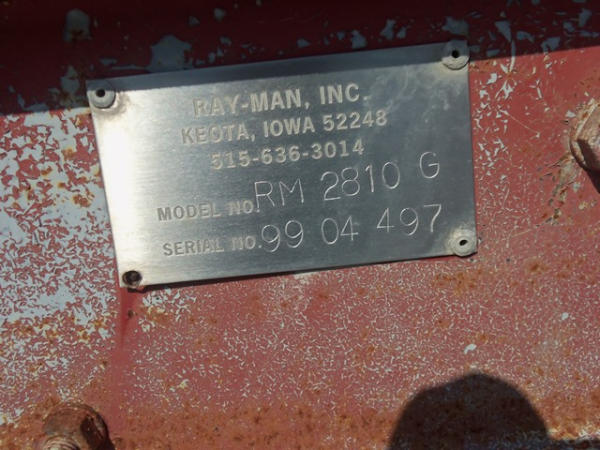 RAY-MAN, INC.
KEOTA, IOWA 52248
515-636-3014
MODEL NO. RM 2810 G
SERIAL NO. 99 04 497